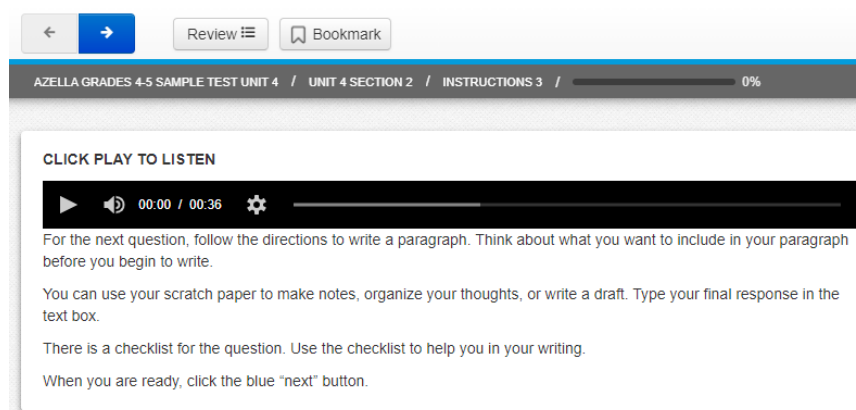 Review
Bookmark
AZELLA GRADES 4-5 SAMPLE TEST UNIT 4 / UNIT 4 SECTION 2 / INSTRUCTIONS 3 / 0%
CLICK PLAY TO LISTEN
00:00 / 00:36
For the next question, follow the directions to write a paragraph. Think about what you want to include in your paragraph
before you begin to write.
You can use your scratch paper to make notes, organize your thoughts, or write a draft. Type your final response in the
text box.
There is a checklist for the question. Use the checklist to help you in your writing.
When you are ready, click the blue “next” button.